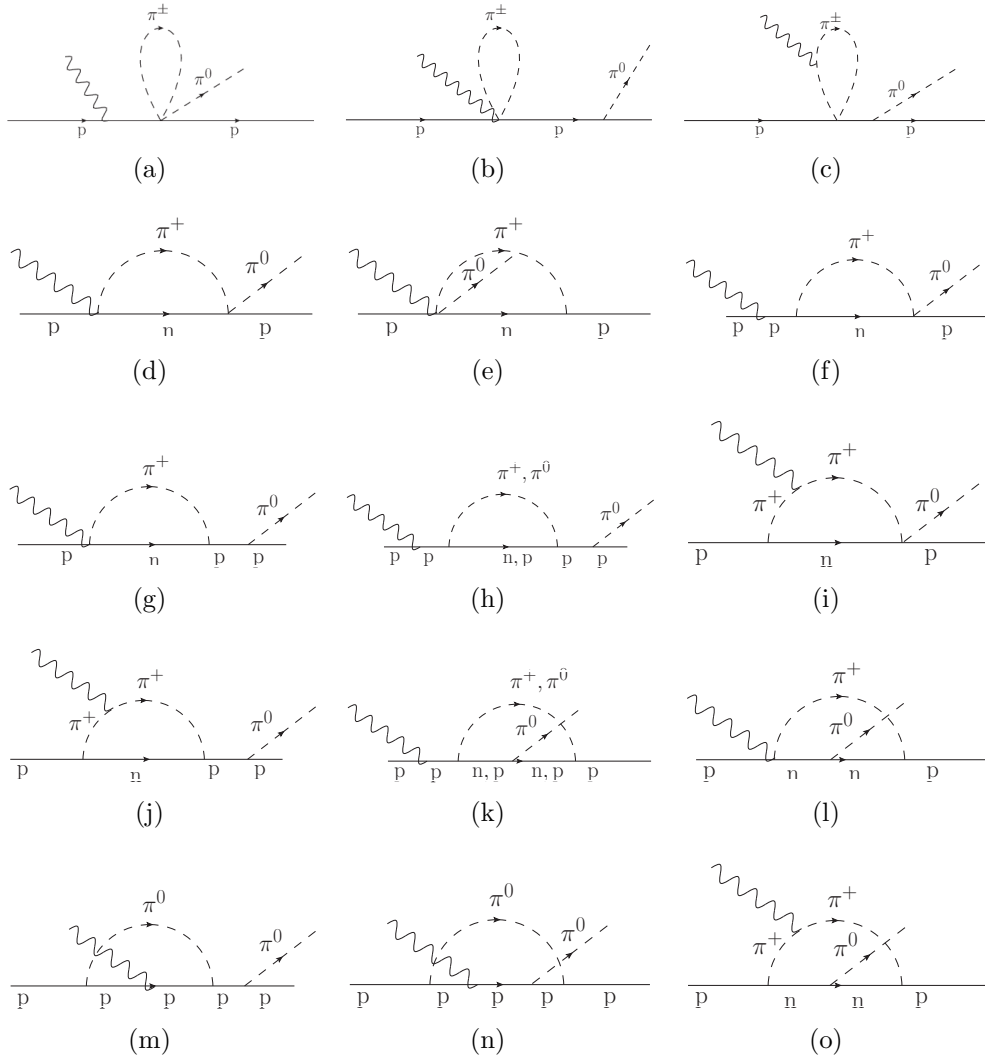 π± π⁰ p p
(a)
π± π⁰ p p
(b)
π± π⁰ p p
(c)
π⁺ π⁰ p n p
(d)
π⁺ π⁰ p n p
(e)
π⁺ π⁰ p p n p
(f)
π⁺ π⁰ p n p p
(g)
π⁺, π⁰ π⁰ p p n, p p p
(h)
π⁺ π⁺ π⁰ p n p
(i)
π⁺ π⁺ π⁰ p n p p
(j)
π⁺, π⁰ π⁰ p p n, p n, p p
(k)
π⁺ π⁰ p n n p
(l)
π⁰ π⁰ p p p p p
(m)
π⁰ π⁰ p p p p p
(n)
π⁺ π⁺ π⁰ p n n p
(o)